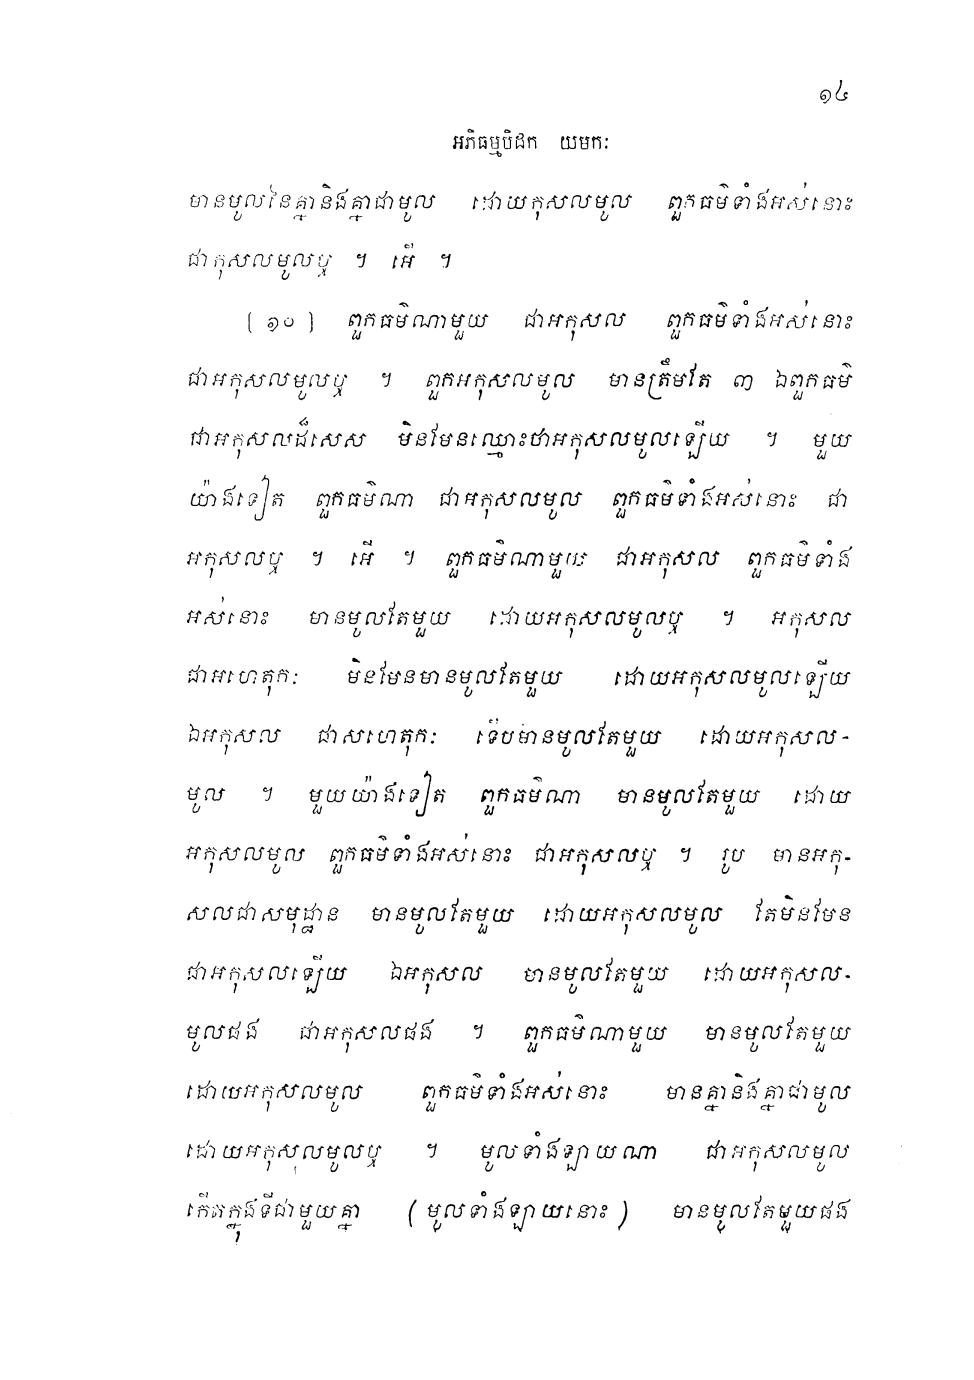 ១៤
អភិធម្មបិដក យមកៈ
មានមូលនៃគ្នានិងគ្នាជាមូល ដោយកុសលមូល ពួកធម៌ទាំងអស់នោះ
ជាកុសលមូលឬ ។ អើ ។
(១០) ពួកធម៌ណាមួយ ជាអកុសល ពួកធម៌ទាំងអស់នោះ
ជាអកុសលមូលឬ ។ ពួកអកុសលមូល មានត្រឹមតែ ៣ ឯពួកធម៌
ជាអកុសលដ៏សេស មិនមែនឈ្មោះថាអកុសលមូលឡើយ ។ មួយ
យ៉ាងទៀត ពួកធម៌ណា ជាអកុសលមូល ពួកធម៌ទាំងអស់នោះ ជា
អកុសលឬ ។ អើ ។ ពួកធម៌ណាមួយ ជាអកុសល ពួកធម៌ទាំង
អស់នោះ មានមូលតែមួយ ដោយអកុសលមូលឬ ។ អកុសល
ជាអហេតុកៈ មិនមែនមានមូលតែមួយ ដោយអកុសលមូលឡើយ
ឯអកុសល ជាសហេតុកៈ ទើបមានមូលតែមួយ ដោយអកុសល-
មូល ។ មួយយ៉ាងទៀត ពួកធម៌ណា មានមូលតែមួយ ដោយ
អកុសលមូល ពួកធម៌ទាំងអស់នោះ ជាអកុសលឬ ។ រូប មានអកុ-
សលជាសមុដ្ឋាន មានមូលតែមួយ ដោយអកុសលមូល តែមិនមែន
ជាអកុសលឡើយ ឯអកុសល មានមូលតែមួយ ដោយអកុសល-
មូលផង ជាអកុសលផង ។ ពួកធម៌ណាមួយ មានមូលតែមួយ
ដោយអកុសលមូល ពួកធម៌ទាំងអស់នោះ មានគ្នានិងគ្នាជាមូល
ដោយអកុសលមូលឬ ។ មូលទាំងឡាយណា ជាអកុសលមូល
កើតក្នុងទីជាមួយគ្នា (មូលទាំងឡាយនោះ) មានមូលតែមួយផង